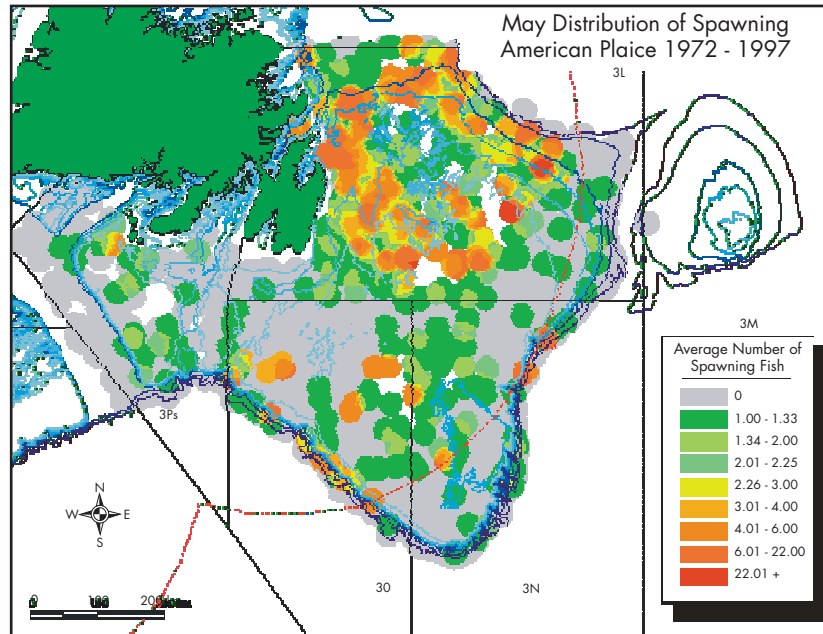 May Distribution of Spawning
American Plaice 1972 - 1997
3L
3M
Average Number of
Spawning Fish
0
1.00 - 1.33
1.34 - 2.00
2.01 - 2.25
2.26 - 3.00
3.01 - 4.00
4.01 - 6.00
6.01 - 22.00
22.01 +
3Ps
N
W E
S
0 100 200
30
3N